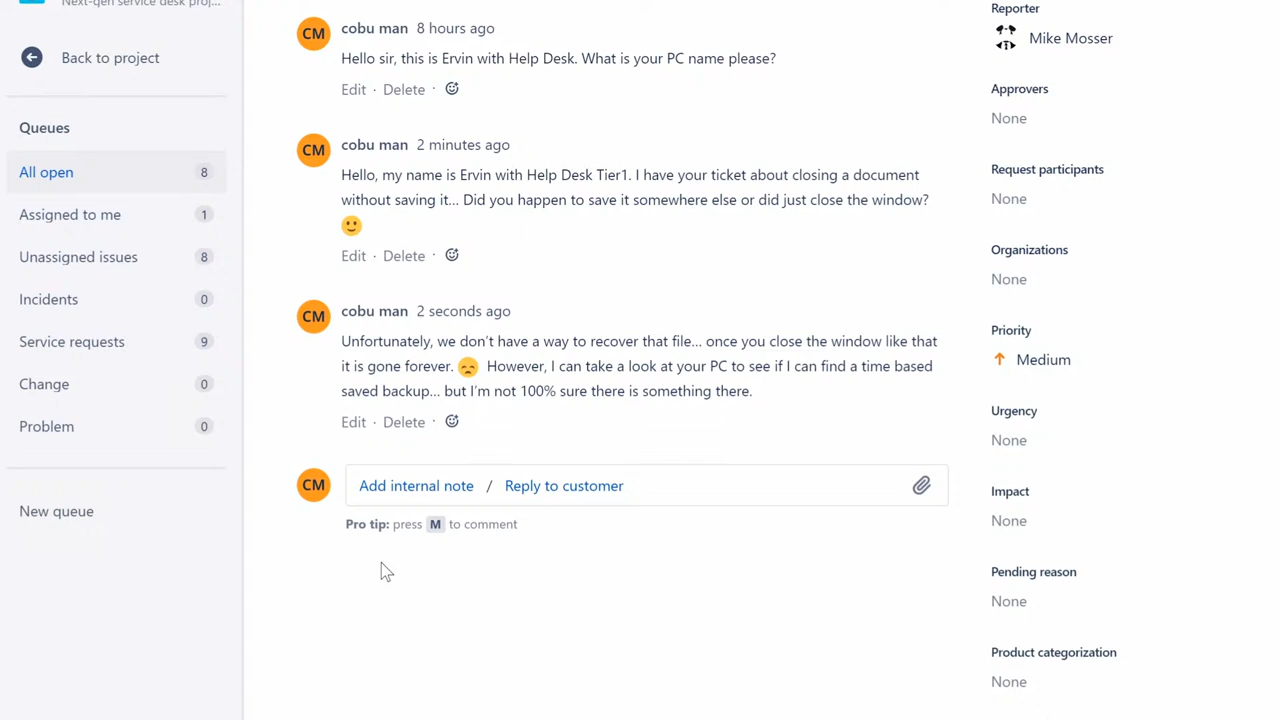 Next-gen service desk proj...
Back to project
Queues
All open 8
Assigned to me 1
Unassigned issues 8
Incidents 0
Service requests 9
Change 0
Problem 0
New queue
CM cobu man 8 hours ago
Hello sir, this is Ervin with Help Desk. What is your PC name please?
Edit · Delete ·
CM cobu man 2 minutes ago
Hello, my name is Ervin with Help Desk Tier1. I have your ticket about closing a document
without saving it... Did you happen to save it somewhere else or did just close the window?
🙂
Edit · Delete ·
CM cobu man 2 seconds ago
Unfortunately, we don't have a way to recover that file... once you close the window like that
it is gone forever. 😞 However, I can take a look at your PC to see if I can find a time based
saved backup... but I'm not 100% sure there is something there.
Edit · Delete ·
CM Add internal note / Reply to customer
Pro tip: press M to comment
Reporter
Mike Mosser
Approvers
None
Request participants
None
Organizations
None
Priority
Medium
Urgency
None
Impact
None
Pending reason
None
Product categorization
None